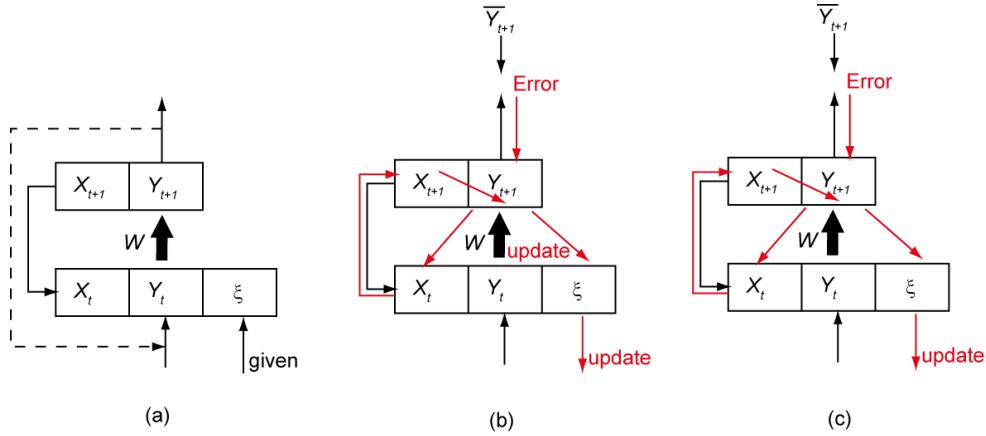 Y̅t+1 Y̅t+1
Error Error
Xt+1 Yt+1 Xt+1 Yt+1 Xt+1 Yt+1
W W update W
Xt Yt ξ Xt Yt ξ Xt Yt ξ
given update update
(a) (b) (c)